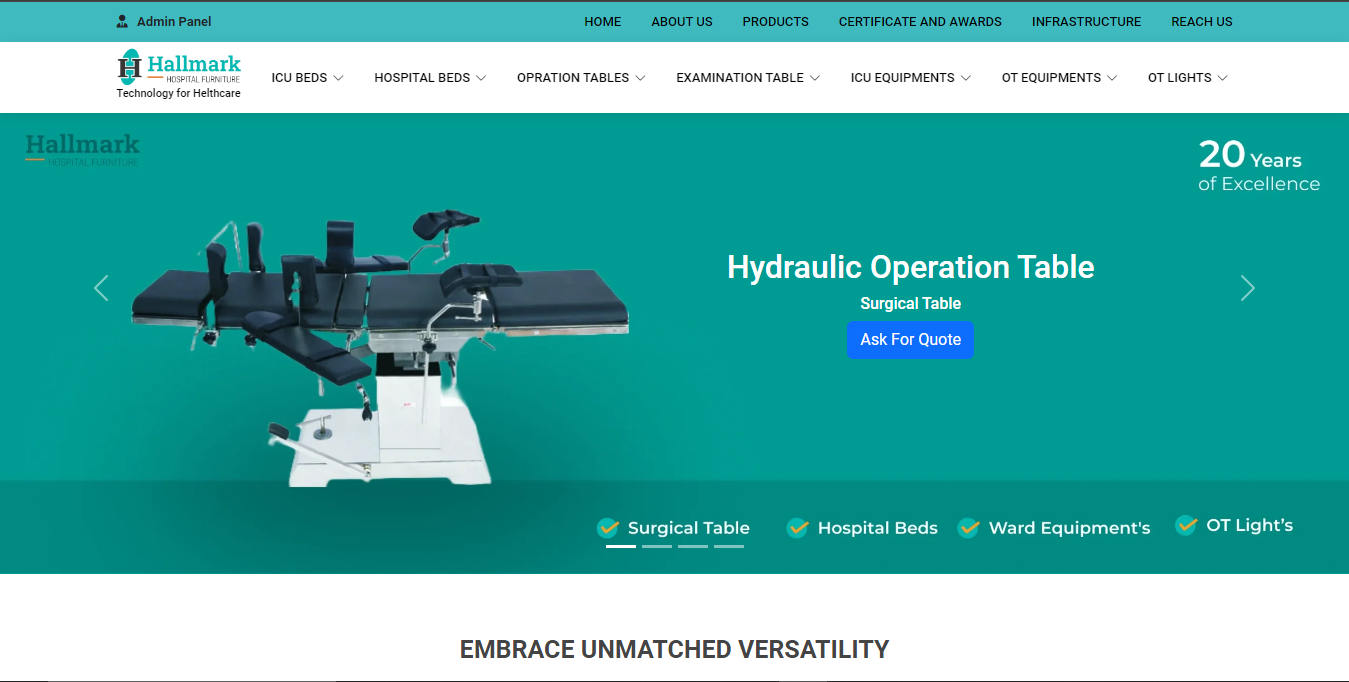 Admin Panel
HOME ABOUT US PRODUCTS CERTIFICATE AND AWARDS INFRASTRUCTURE REACH US
Hallmark
HOSPITAL FURNITURE
Technology for Helthcare
ICU BEDS HOSPITAL BEDS OPRATION TABLES EXAMINATION TABLE ICU EQUIPMENTS OT EQUIPMENTS OT LIGHTS
Hallmark
HOSPITAL FURNITURE
20 Years
of Excellence
Hydraulic Operation Table
Surgical Table
Ask For Quote
Surgical Table Hospital Beds Ward Equipment's OT Light’s
EMBRACE UNMATCHED VERSATILITY